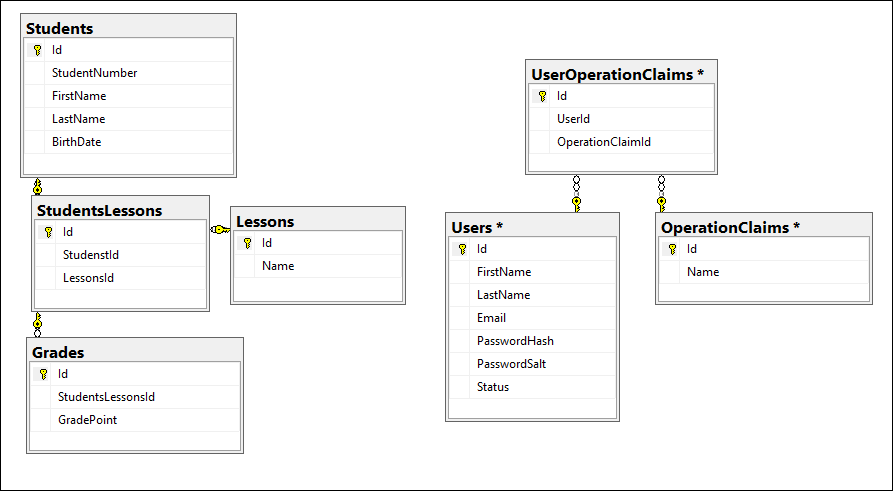 Students
Id
StudentNumber
FirstName
LastName
BirthDate
StudentsLessons
Id
StudenstId
LessonsId
Lessons
Id
Name
Grades
Id
StudentsLessonsId
GradePoint
UserOperationClaims *
Id
UserId
OperationClaimId
Users *
Id
FirstName
LastName
Email
PasswordHash
PasswordSalt
Status
OperationClaims *
Id
Name